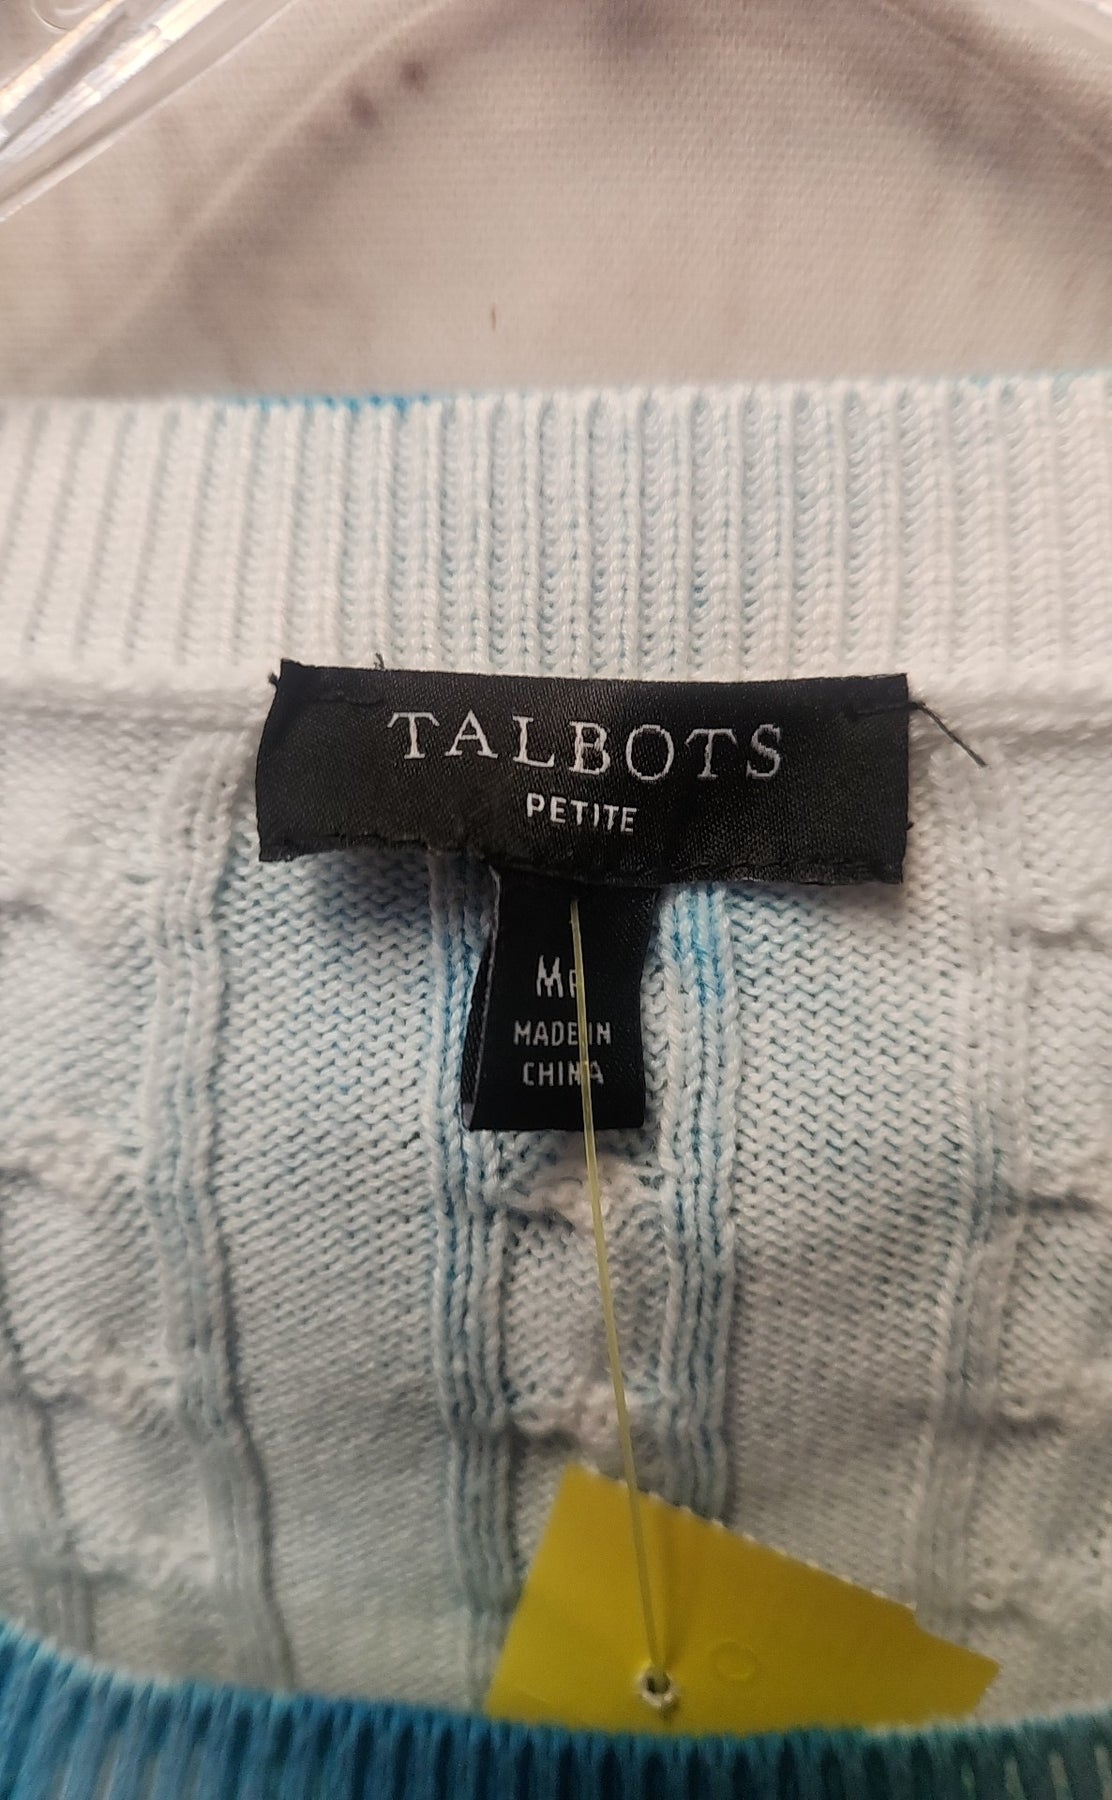 TALBOTS
PETITE
MP
MADE IN
CHINA